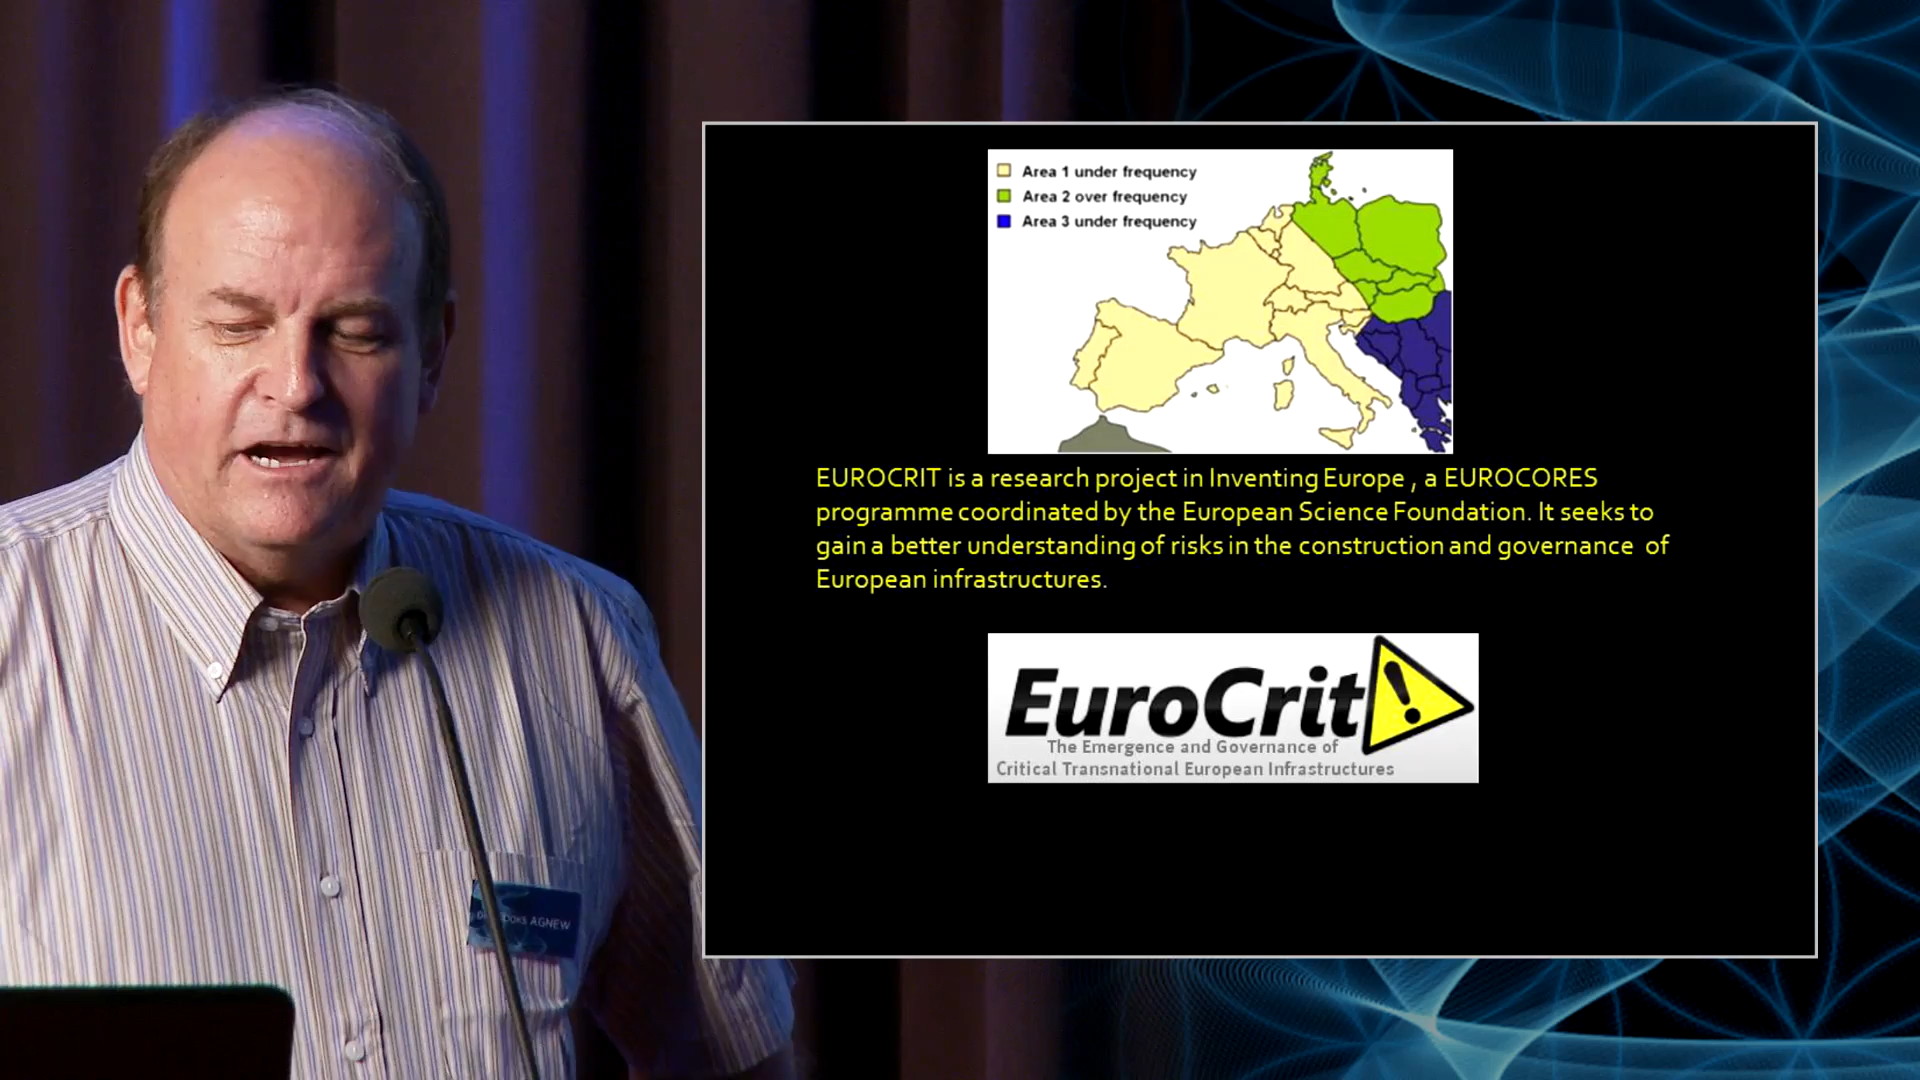 Area 1 under frequency
Area 2 over frequency
Area 3 under frequency
EUROCRIT is a research project in Inventing Europe , a EUROCORES
programme coordinated by the European Science Foundation. It seeks to
gain a better understanding of risks in the construction and governance of
European infrastructures.
EuroCrit!
The Emergence and Governance of
Critical Transnational European Infrastructures
AGNEW